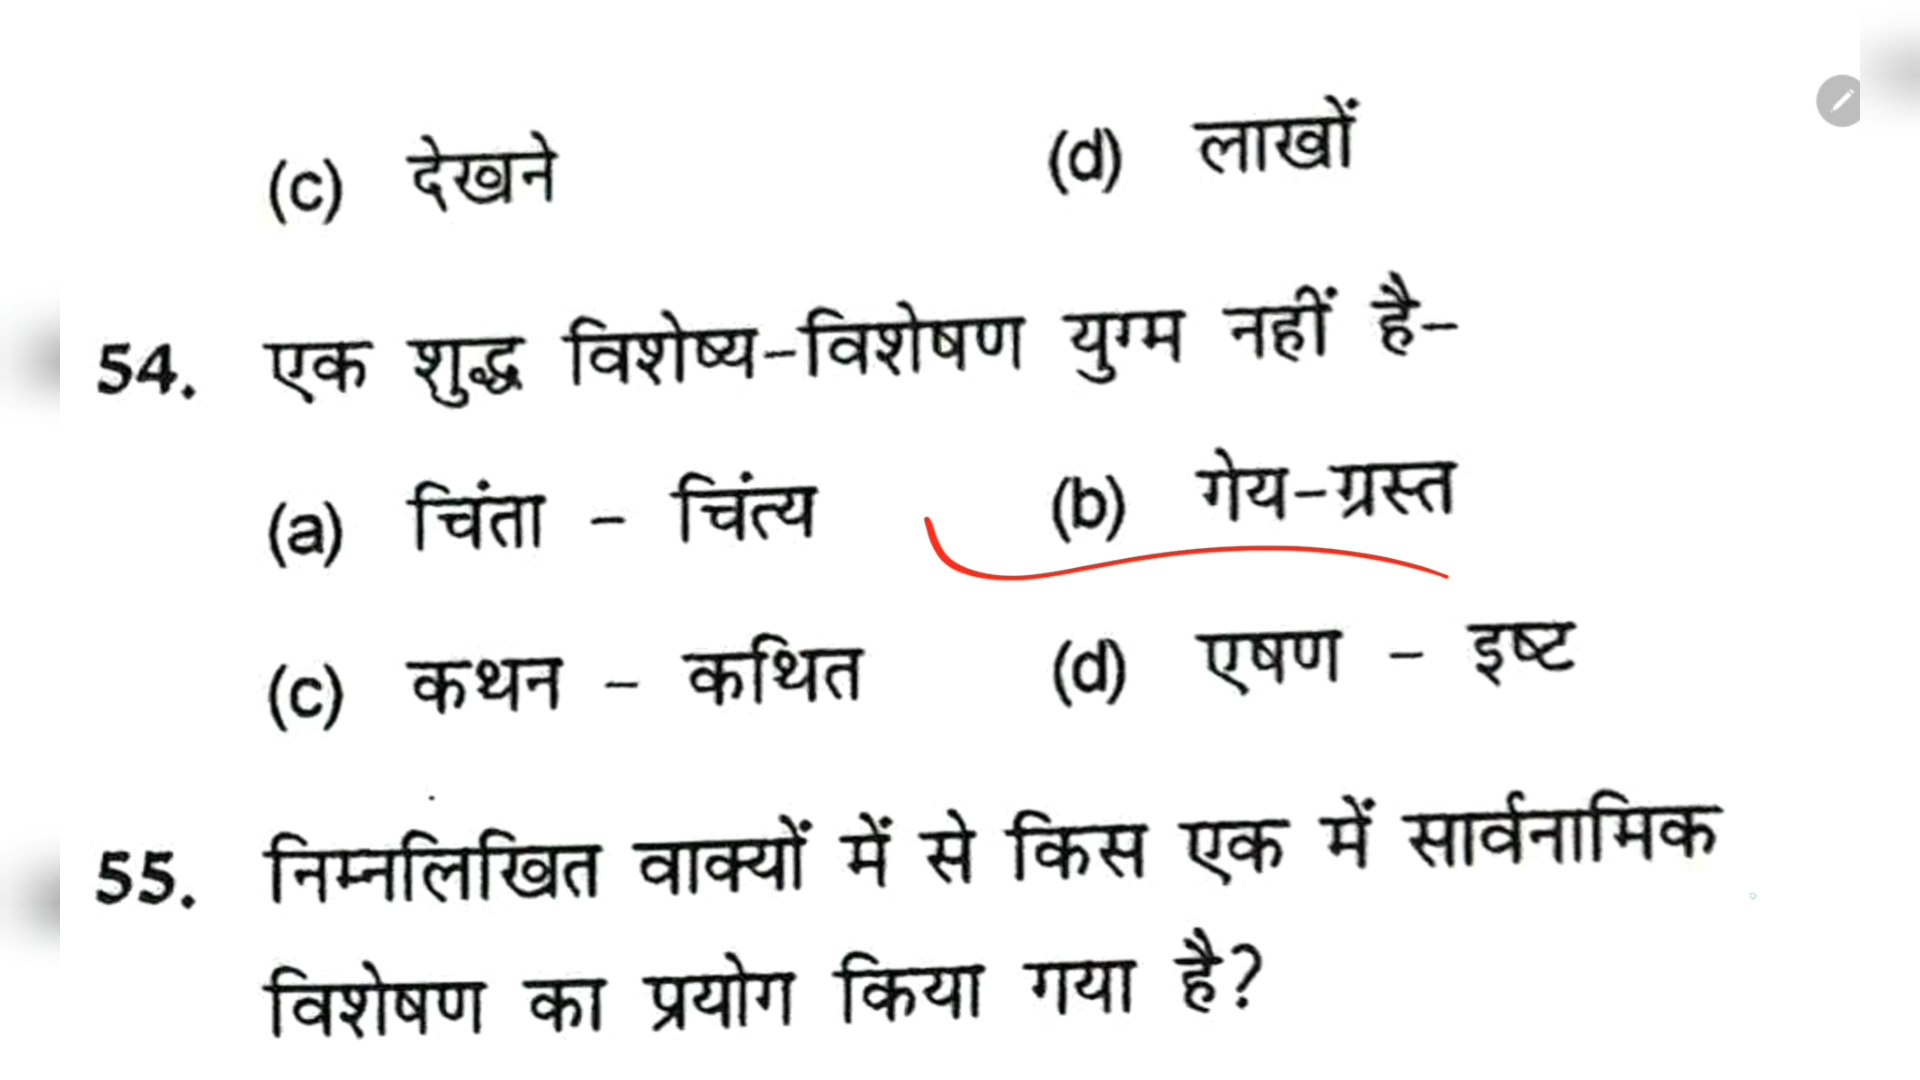 (c) देखने (d) लाखों
54. एक शुद्ध विशेष्य-विशेषण युग्म नहीं है-
(a) चिंता - चिंत्य (b) गेय-ग्रस्त
(c) कथन - कथित (d) एषण - इष्ट
55. निम्नलिखित वाक्यों में से किस एक में सार्वनामिक
विशेषण का प्रयोग किया गया है?